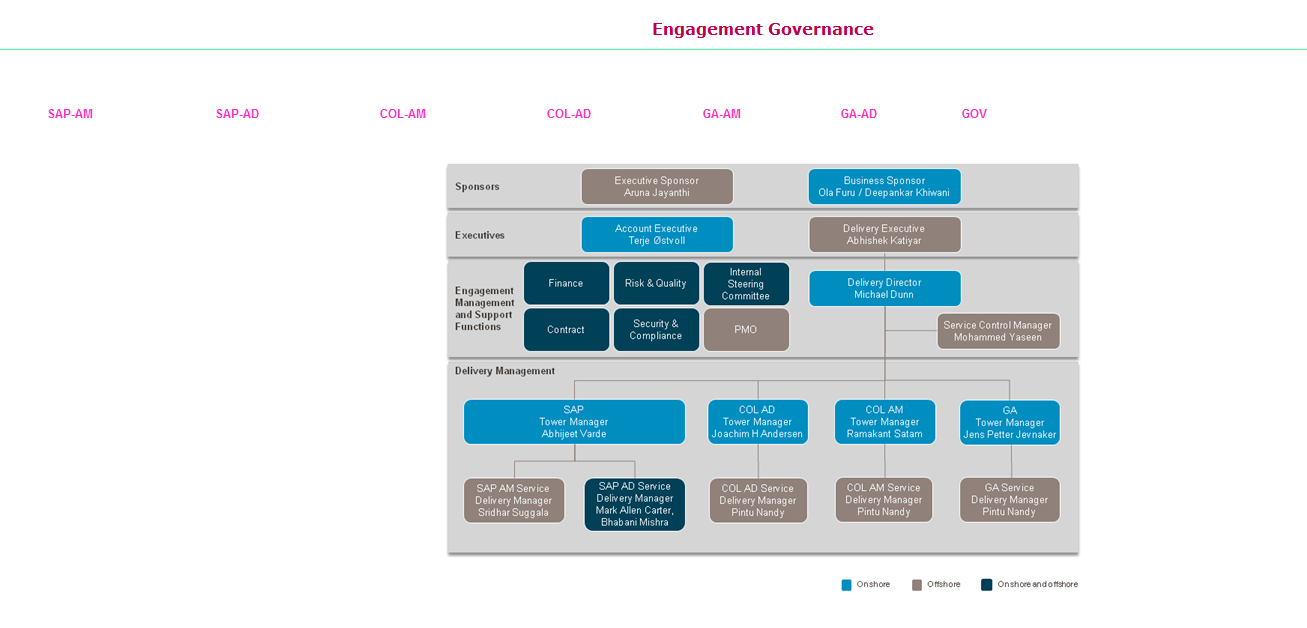 Engagement Governance
SAP-AM
SAP-AD
COL-AM
COL-AD
GA-AM
GA-AD
GOV
Sponsors
Executive Sponsor
Aruna Jayanthi
Business Sponsor
Ola Furu / Deepankar Khiwani
Executives
Account Executive
Terje Østvoll
Delivery Executive
Abhishek Katiyar
Engagement
Management
and Support
Functions
Finance
Risk & Quality
Internal
Steering
Committee
Contract
Security &
Compliance
PMO
Delivery Director
Michael Dunn
Service Control Manager
Mohammed Yaseen
Delivery Management
SAP
Tower Manager
Abhijeet Varde
COL AD
Tower Manager
Joachim H Andersen
COL AM
Tower Manager
Ramakant Satam
GA
Tower Manager
Jens Petter Jevnaker
SAP AM Service
Delivery Manager
Sridhar Suggala
SAP AD Service
Delivery Manager
Mark Allen Carter,
Bhabani Mishra
COL AD Service
Delivery Manager
Pintu Nandy
COL AM Service
Delivery Manager
Pintu Nandy
GA Service
Delivery Manager
Pintu Nandy
Onshore
Offshore
Onshore and offshore